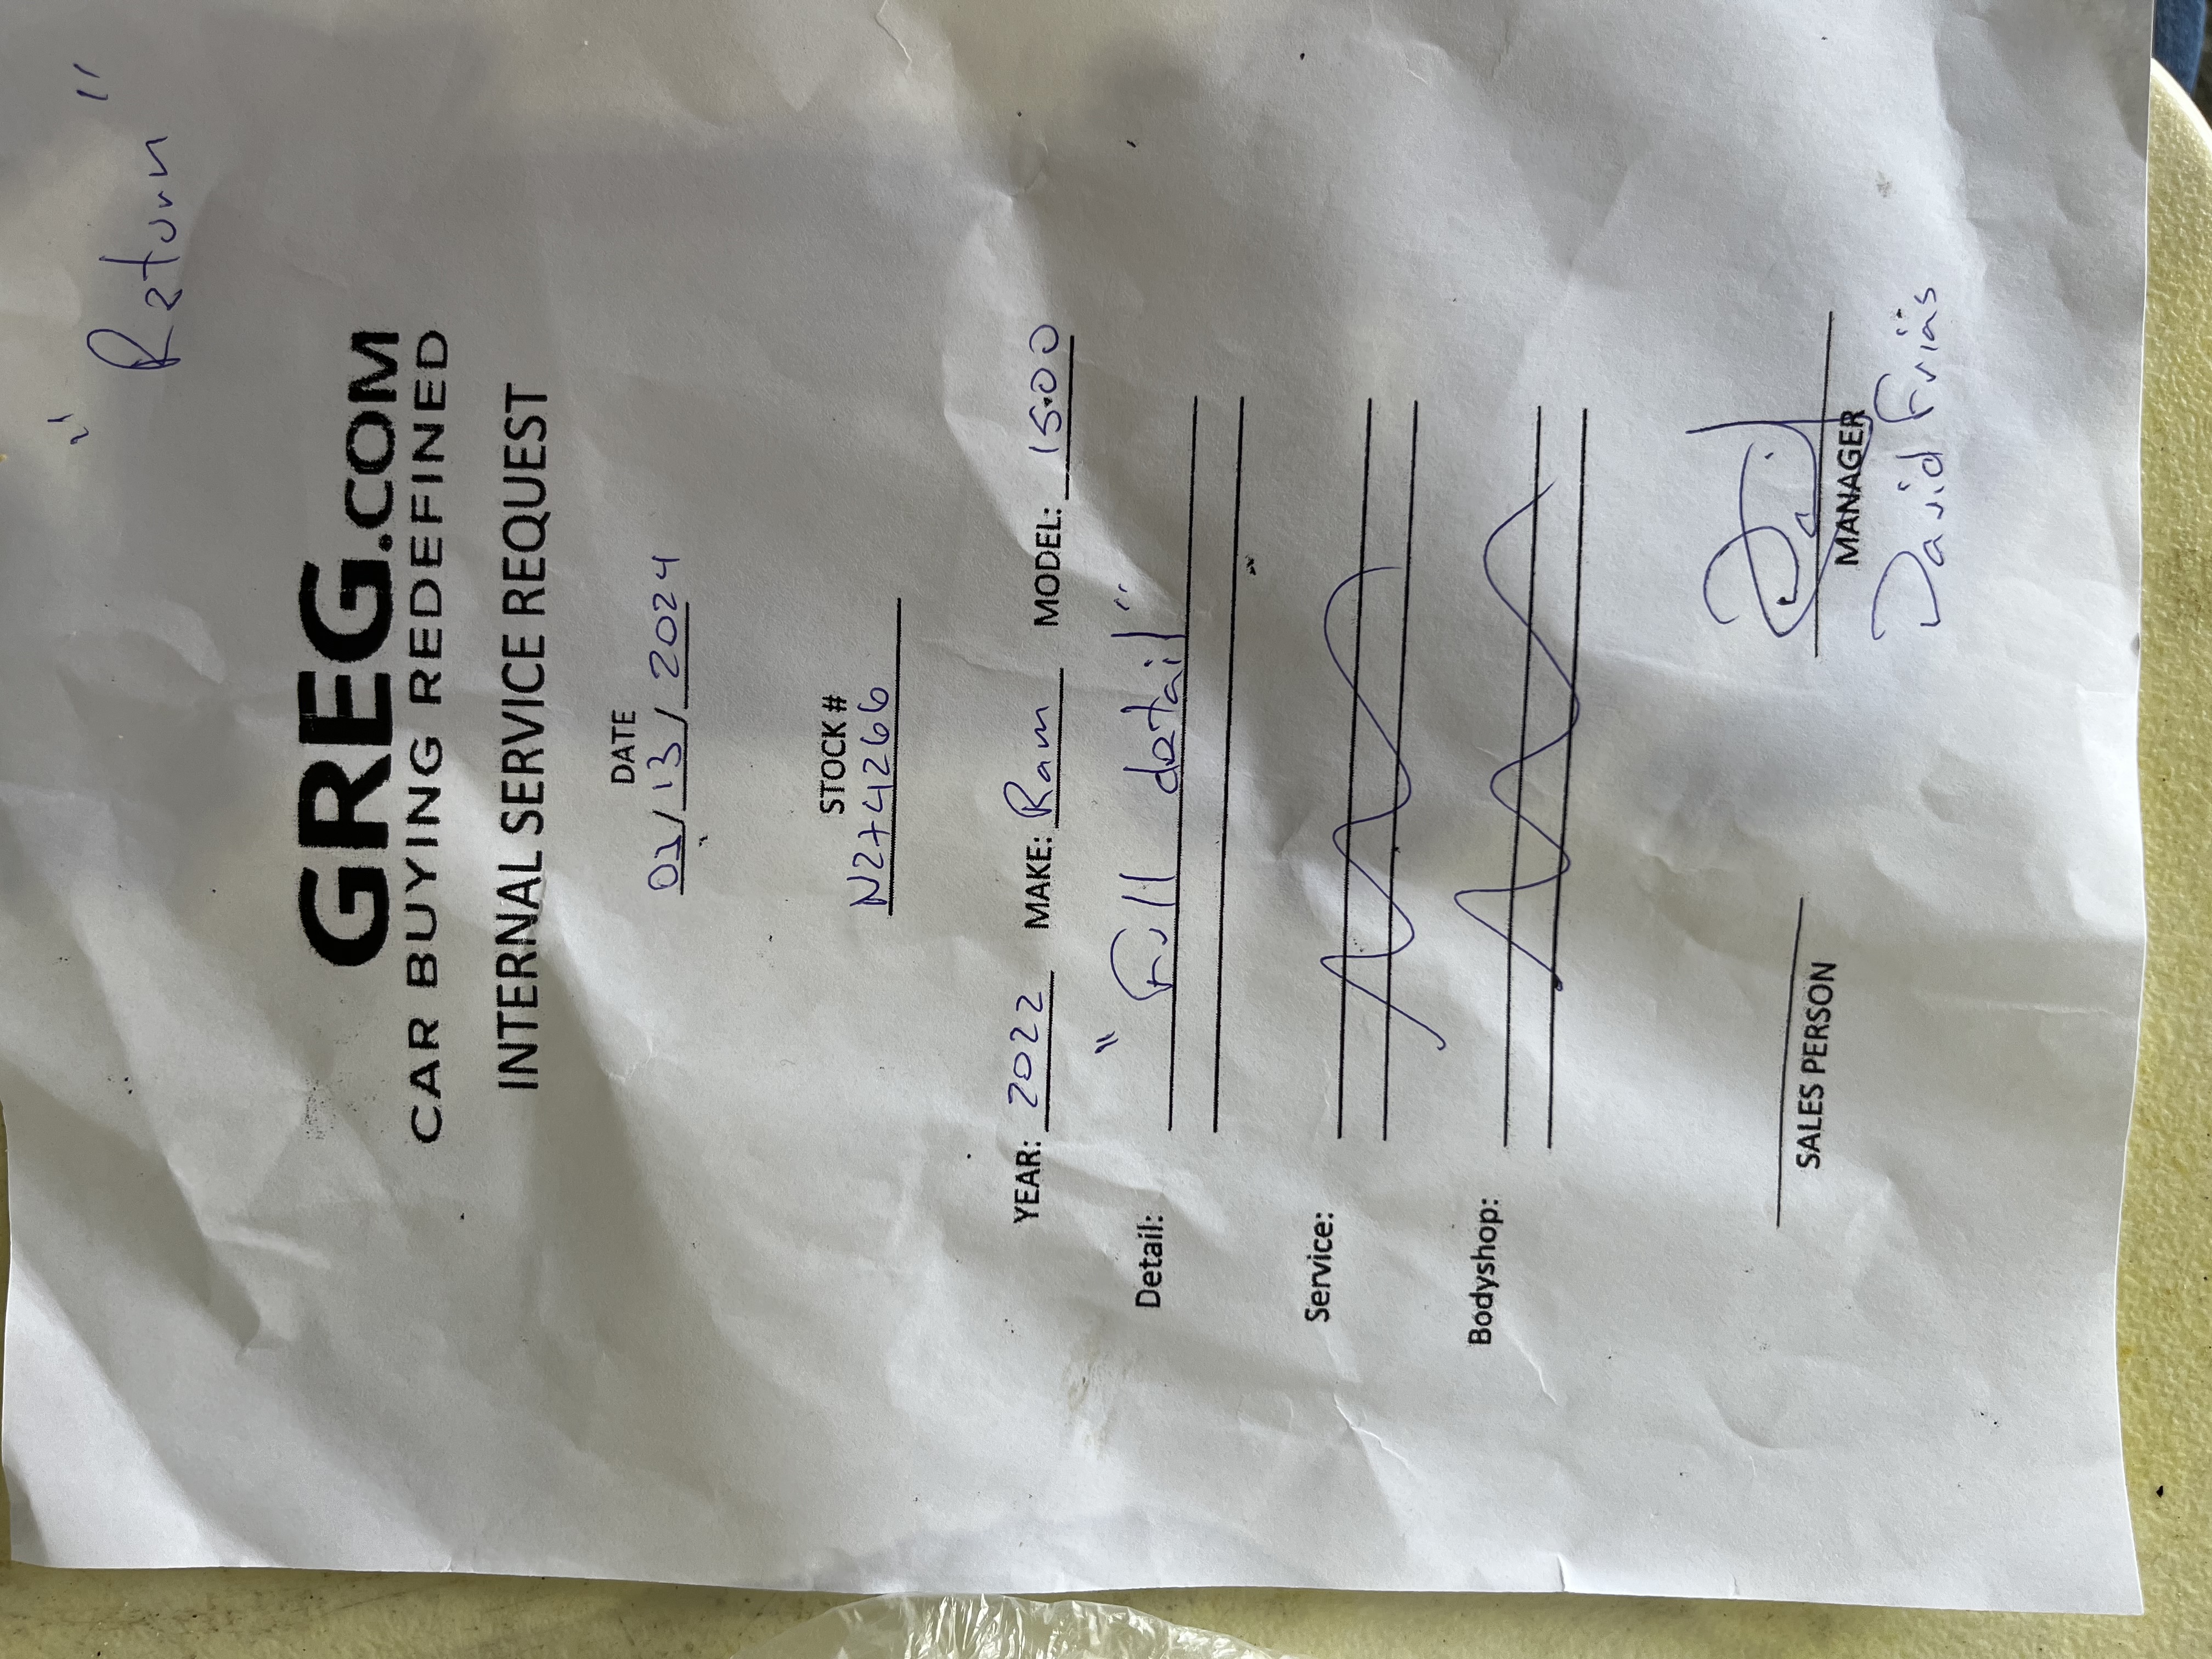 " Return "
GREG.COM
CAR BUYING REDEFINED
INTERNAL SERVICE REQUEST
DATE
02/13/2024
STOCK #
N274266
YEAR: 2022 MAKE: Ram MODEL: 1500
Detail: " Full detail "
Service:
Bodyshop:
SALES PERSON
David
MANAGER
David Frias